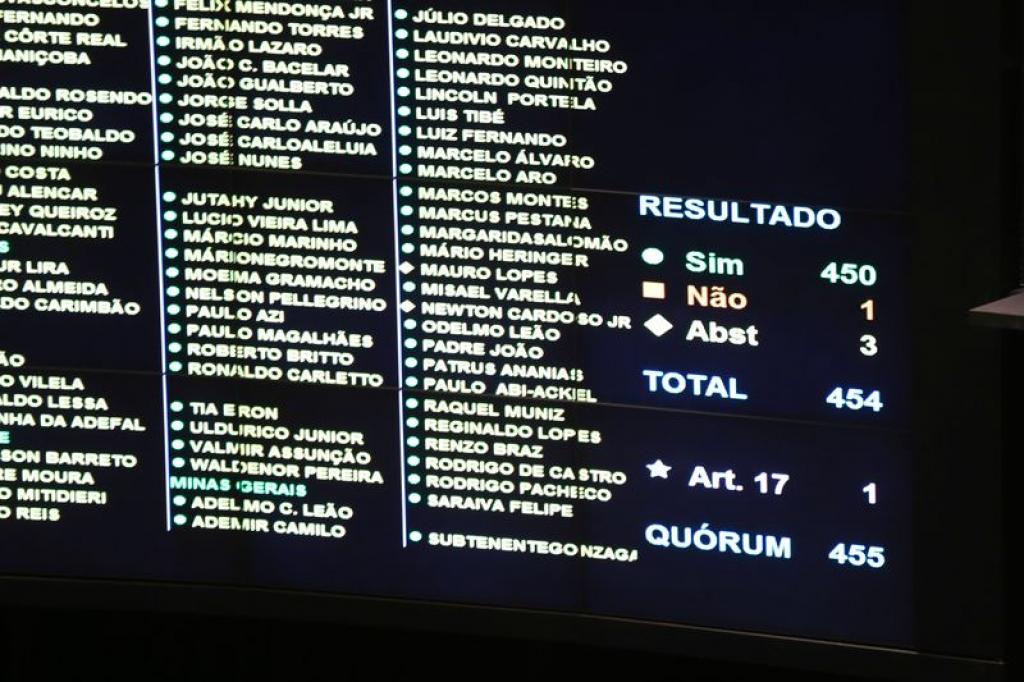 FERNANDO
CÔRTE REAL
MANIÇOBA
ALDO ROSENDO
R EURICO
DO TEOBALDO
INO NINHO
COSTA
ALENCAR
EY QUEIROZ
CAVALCANTI
S
UR LIRA
RO ALMEIDA
DO CARIMBÃO
ÃO
O VILELA
ALDO LESSA
NHA DA ADEFAL
E
SON BARRETO
RE MOURA
O MITIDIERI
O REIS
FELIX MENDONÇA JR
FERNANDO TORRES
IRMÃO LAZARO
JOÃO C. BACELAR
JOÃO GUALBERTO
JORGE SOLLA
JOSÉ CARLO ARAÚJO
JOSÉ CARLOALELUIA
JOSÉ NUNES
JUTAHY JUNIOR
LUCIO VIEIRA LIMA
MÁRCIO MARINHO
MÁRIONEGROMONTE
MOEMA GRAMACHO
NELSON PELLEGRINO
PAULO AZI
PAULO MAGALHÃES
ROBERTO BRITTO
RONALDO CARLETTO
TIA ERON
ULDURICO JUNIOR
VALMIR ASSUNÇÃO
WALDENOR PEREIRA
MINAS GERAIS
ADELMO C. LEÃO
ADEMIR CAMILO
JÚLIO DELGADO
LAUDIVIO CARVALHO
LEONARDO MONTEIRO
LEONARDO QUINTÃO
LINCOLN PORTELA
LUIS TIBÉ
LUIZ FERNANDO
MARCELO ÁLVARO
MARCELO ARO
MARCOS MONTES
MARCUS PESTANA
MARGARIDASALOMÃO
MÁRIO HERINGER
MAURO LOPES
MISAEL VARELLA
NEWTON CARDOSO JR
ODELMO LEÃO
PADRE JOÃO
PATRUS ANANIAS
PAULO ABI-ACKEL
RAQUEL MUNIZ
REGINALDO LOPES
RENZO BRAZ
RODRIGO DE CASTRO
RODRIGO PACHECO
SARAIVA FELIPE
SUBTENENTEGONZAGA
RESULTADO
Sim 450
Não 1
Abst 3
TOTAL 454
Art. 17 1
QUÓRUM 455